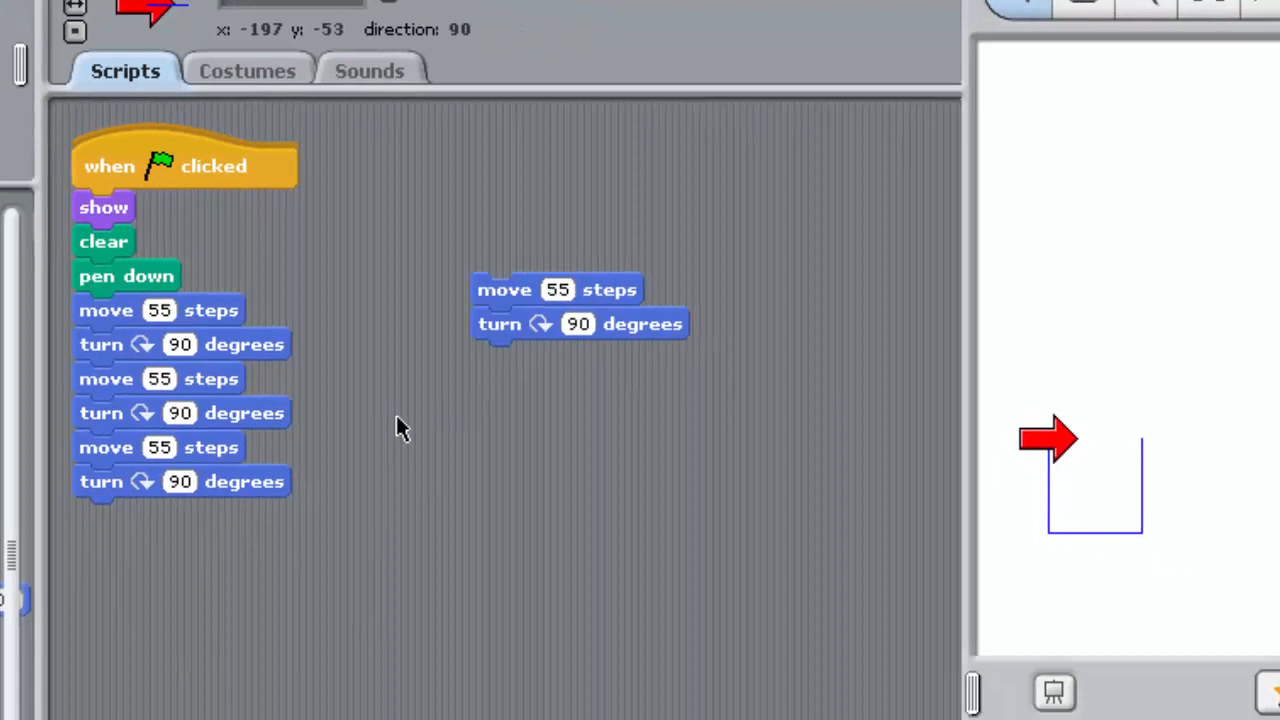 x: -197 y: -53 direction: 90
Scripts Costumes Sounds
when clicked
show
clear
pen down
move 55 steps
turn 90 degrees
move 55 steps
turn 90 degrees
move 55 steps
turn 90 degrees
move 55 steps
turn 90 degrees